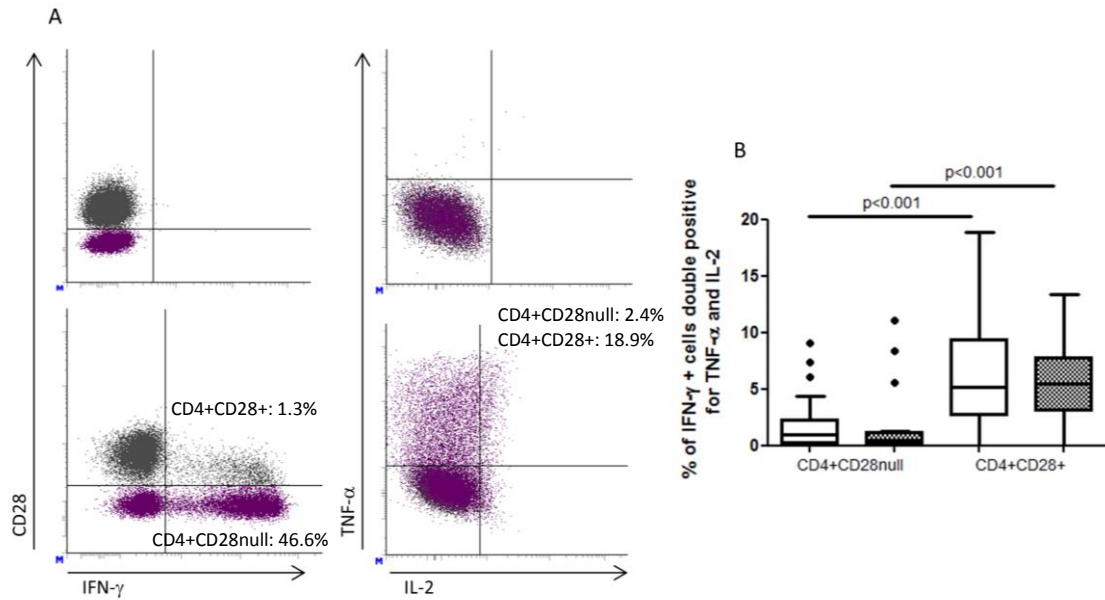 A
CD28
M
M
CD4+CD28+: 1.3%
CD4+CD28null: 46.6%
M
IFN-γ
CD4+CD28null: 2.4%
CD4+CD28+: 18.9%
TNF-α
M
IL-2
B
p<0.001
p<0.001
% of IFN-γ + cells double positive
for TNF-α and IL-2
20
15
10
5
0
CD4+CD28null
CD4+CD28+